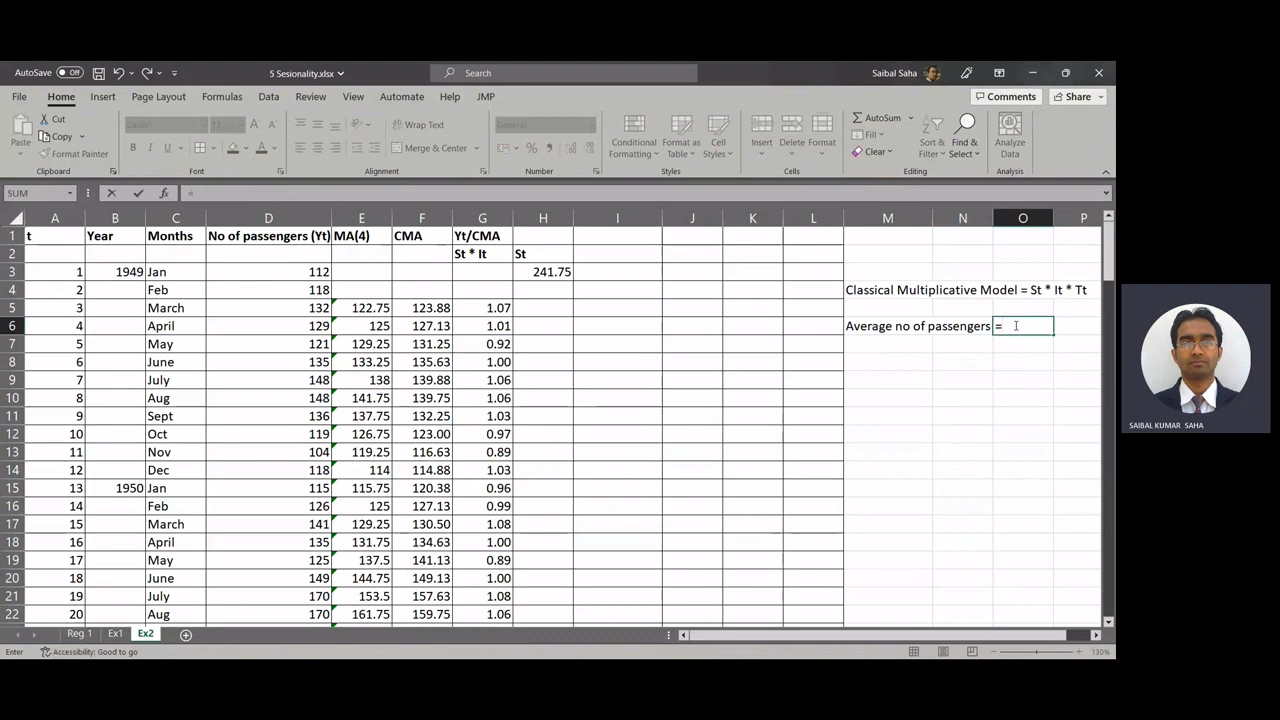 AutoSave Off 5 Sesionality.xlsx Search Saibal Saha
File Home Insert Page Layout Formulas Data Review View Automate Help JMP Comments Share
Paste Cut Copy Format Painter Calibri 11 B I U Wrap Text Merge & Center General % Conditional Formatting Format as Table Cell Styles Insert Delete Format AutoSum Fill Clear Sort & Filter Find & Select Analyze Data
Clipboard Font Alignment Number Styles Cells Editing Analysis
SUM fx =
A B C D E F G H I J K L M N O P
1 t Year Months No of passengers (Yt) MA(4) CMA Yt/CMA
2 St * It St
3 1 1949 Jan 112 241.75
4 2 Feb 118 Classical Multiplicative Model = St * It * Tt
5 3 March 132 122.75 123.88 1.07
6 4 April 129 125 127.13 1.01 Average no of passengers =
7 5 May 121 129.25 131.25 0.92
8 6 June 135 133.25 135.63 1.00
9 7 July 148 138 139.88 1.06
10 8 Aug 148 141.75 139.75 1.06
11 9 Sept 136 137.75 132.25 1.03
12 10 Oct 119 126.75 123.00 0.97
13 11 Nov 104 119.25 116.63 0.89
14 12 Dec 118 114 114.88 1.03
15 13 1950 Jan 115 115.75 120.38 0.96
16 14 Feb 126 125 127.13 0.99
17 15 March 141 129.25 130.50 1.08
18 16 April 135 131.75 134.63 1.00
19 17 May 125 137.5 141.13 0.89
20 18 June 149 144.75 149.13 1.00
21 19 July 170 153.5 157.63 1.08
22 20 Aug 170 161.75 159.75 1.06
Reg 1 Ex1 Ex2
Enter Accessibility: Good to go 130%
SAIBAL KUMAR SAHA